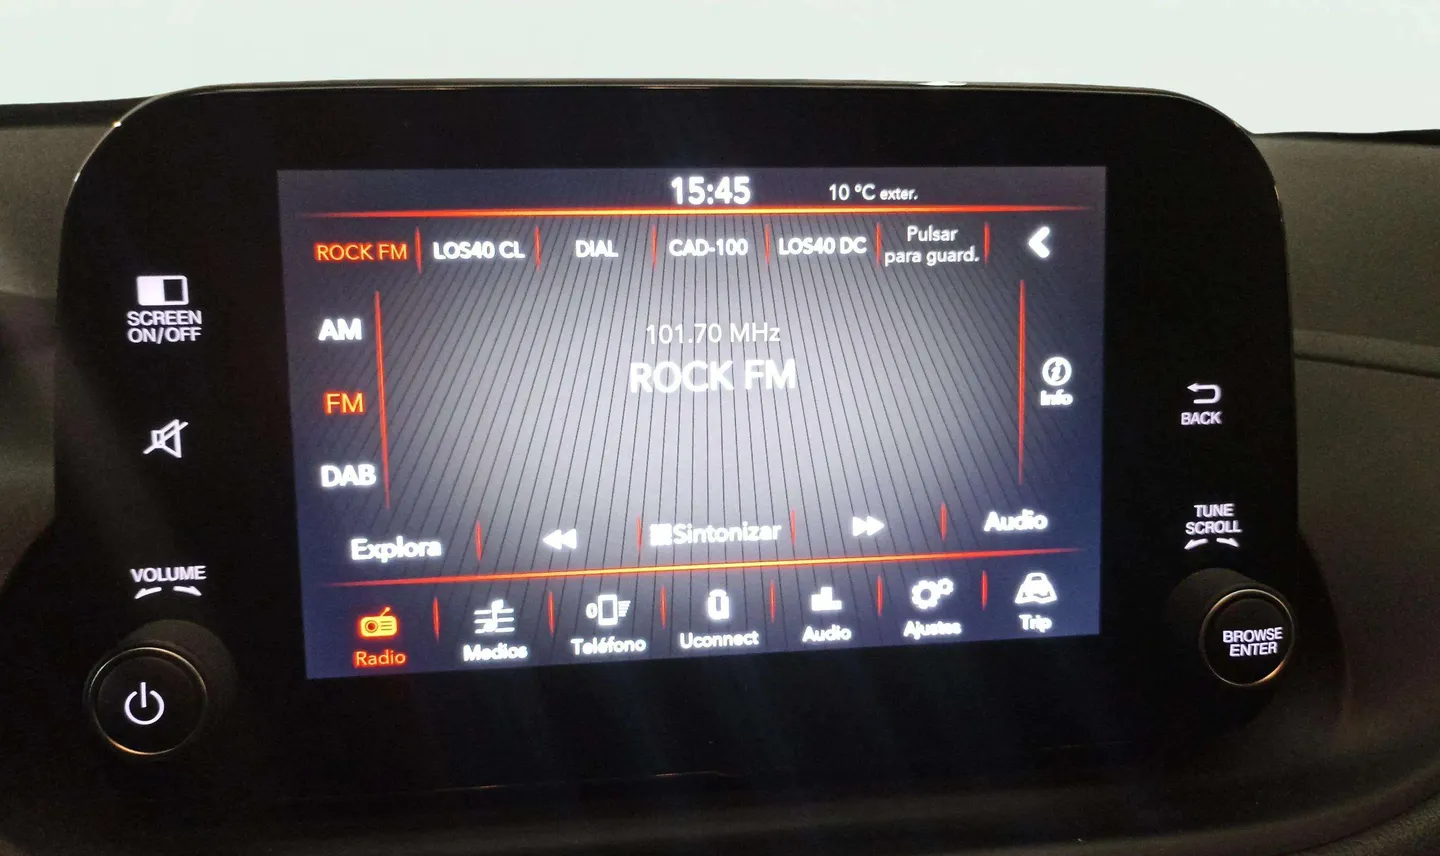 15:45
10 °C exter.
ROCK FM
LOS40 CL
DIAL
CAD-100
LOS40 DC
Pulsar
para guard.
SCREEN
ON/OFF
AM
101.70 MHz
ROCK FM
Info
FM
BACK
DAB
TUNE
SCROLL
Explora
Sintonizar
Audio
VOLUME
Radio
Medios
Teléfono
Uconnect
Audio
Ajustes
Trip
BROWSE
ENTER